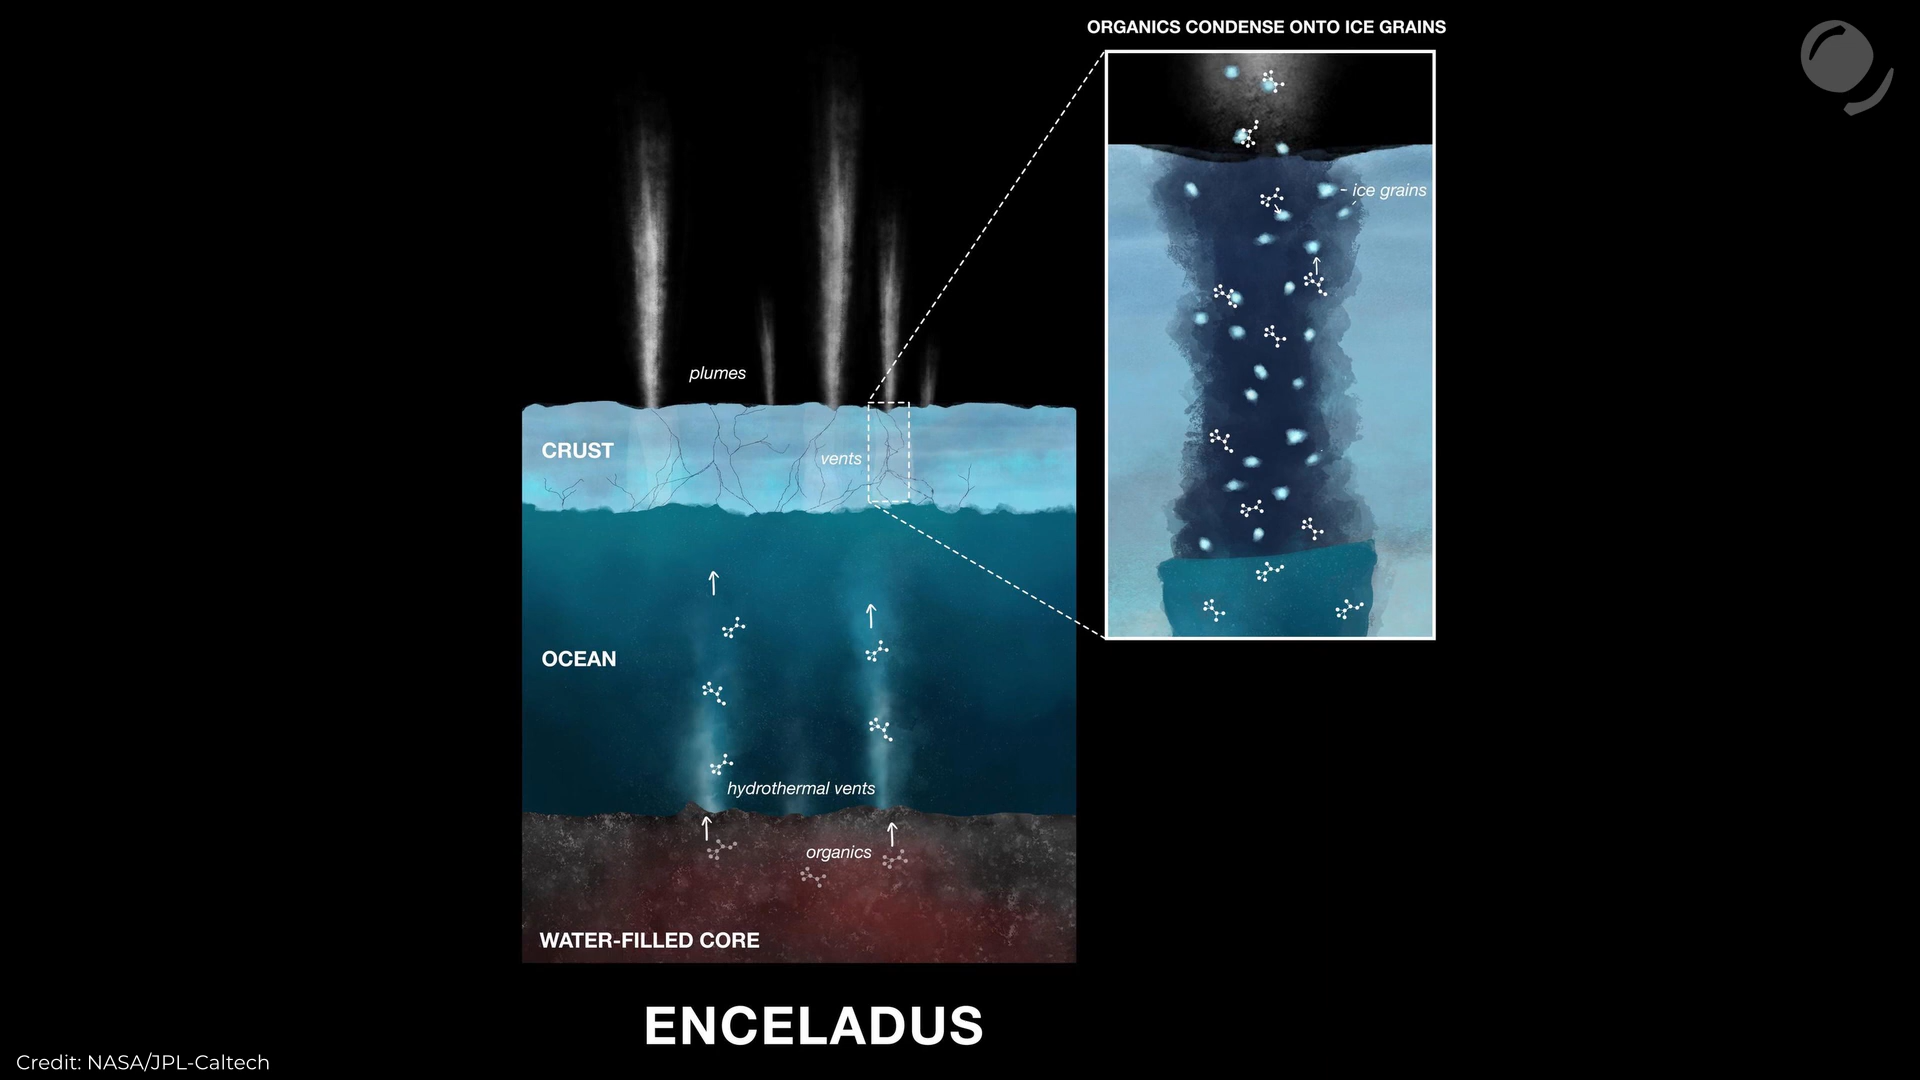 ORGANICS CONDENSE ONTO ICE GRAINS
- ice grains
plumes
CRUST
vents
OCEAN
hydrothermal vents
organics
WATER-FILLED CORE
ENCELADUS
Credit: NASA/JPL-Caltech